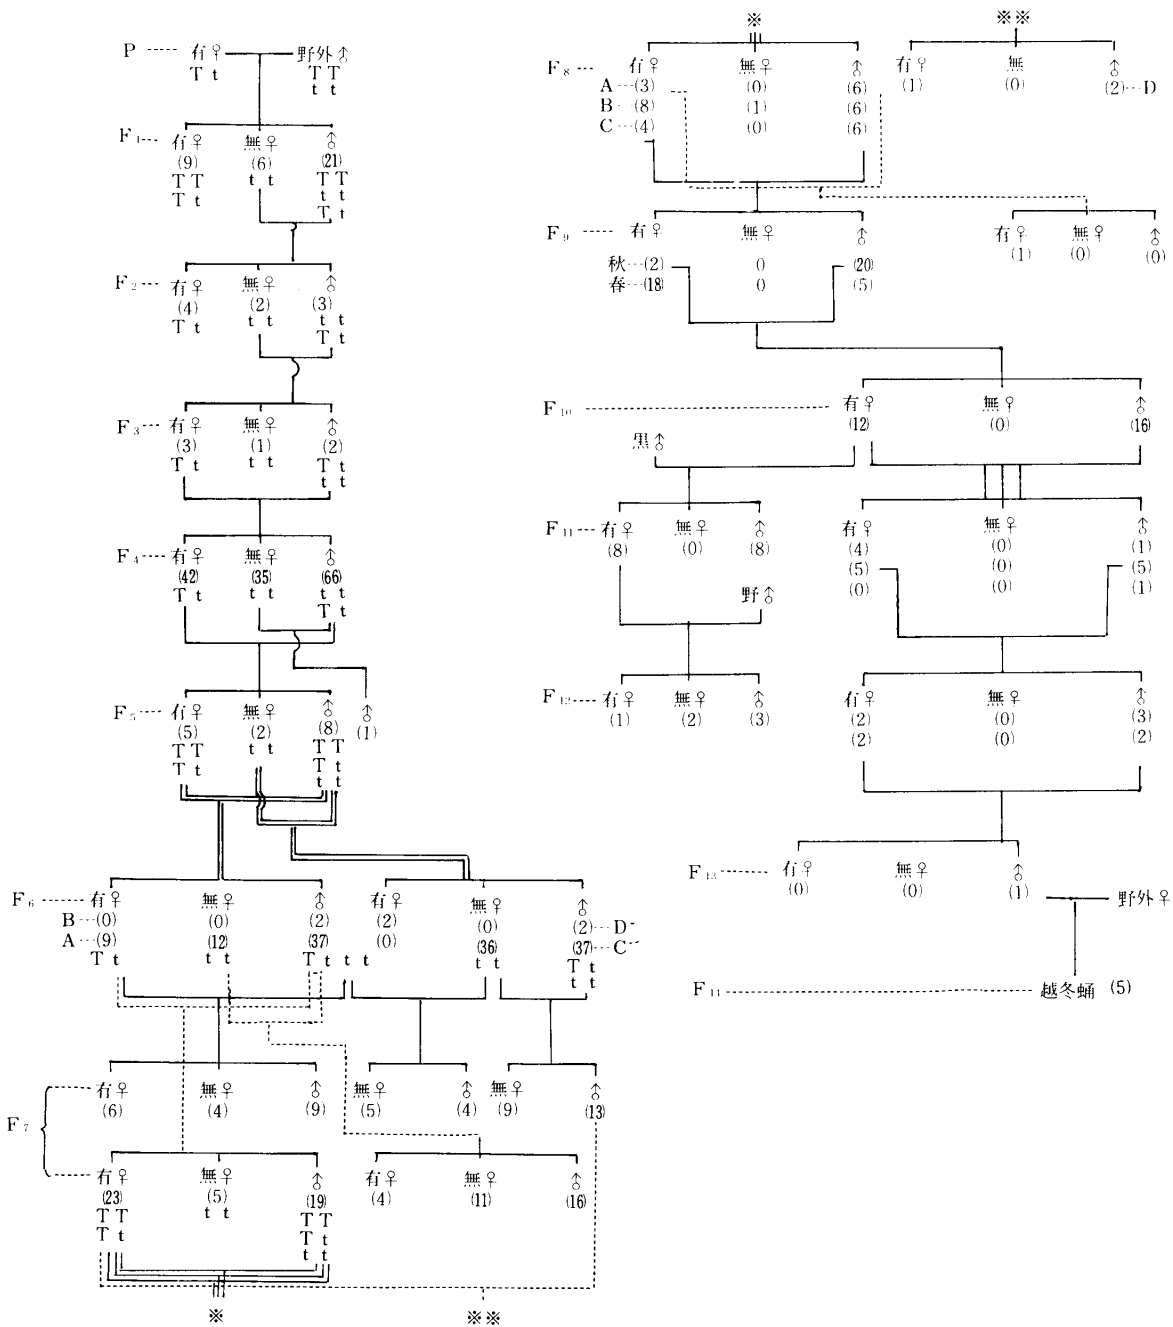 P 有♀ 野外♂
T t T T
t t
F₁ 有♀ 無♀ ♂
(9) (6) (21)
T T t t T T
T t t t
T t
F₂ 有♀ 無♀ ♂
(4) (2) (3)
T t t t t t
T t
F₃ 有♀ 無♀ ♂
(3) (1) (2)
T t t t T t
t t
F₄ 有♀ 無♀ ♂
(42) (35) (66)
T t t t t t
T t
F₅ 有♀ 無♀ ♂ ♂
(5) (2) (8) (1)
T T t t T T
T t T t
t t
F₆ 有♀ 無♀ ♂ 有♀ 無♀ ♂
B (0) (0) (2) (2) (0) (2) D
A (9) (12) (37) (0) (36) (37) C
T t t t T t t t t t T t
t t
F₇ 有♀ 無♀ ♂ 無♀ ♂ 無♀ ♂
(6) (4) (9) (5) (4) (9) (13)
有♀ 無♀ ♂ 有♀ 無♀ ♂
(23) (5) (19) (4) (11) (16)
T T t t T T
T t T t
t t
※ ※※
※ ※※
F₈ 有♀ 無♀ ♂ 有♀ 無 ♂
A (3) (0) (6) (1) (0) (2) D
B (8) (1) (6)
C (4) (0) (6)
F₉ 有♀ 無♀ ♂ 有♀ 無♀ ♂
(1) (0) (0)
秋 (2) 0 (20)
春 (18) 0 (5)
F₁₀ 有♀ 無♀ ♂
(12) (0) (16)
黒♂
F₁₁ 有♀ 無♀ ♂ 有♀ 無♀ ♂
(8) (0) (8) (4) (0) (1)
(5) (0) (5)
(0) (0) (1)
野♂
F₁₂ 有♀ 無♀ ♂ 有♀ 無♀ ♂
(1) (2) (3) (2) (0) (3)
(2) (0) (2)
F₁₃ 有♀ 無♀ ♂
(0) (0) (1)
野外♀
F₁₄ 越冬蛹 (5)